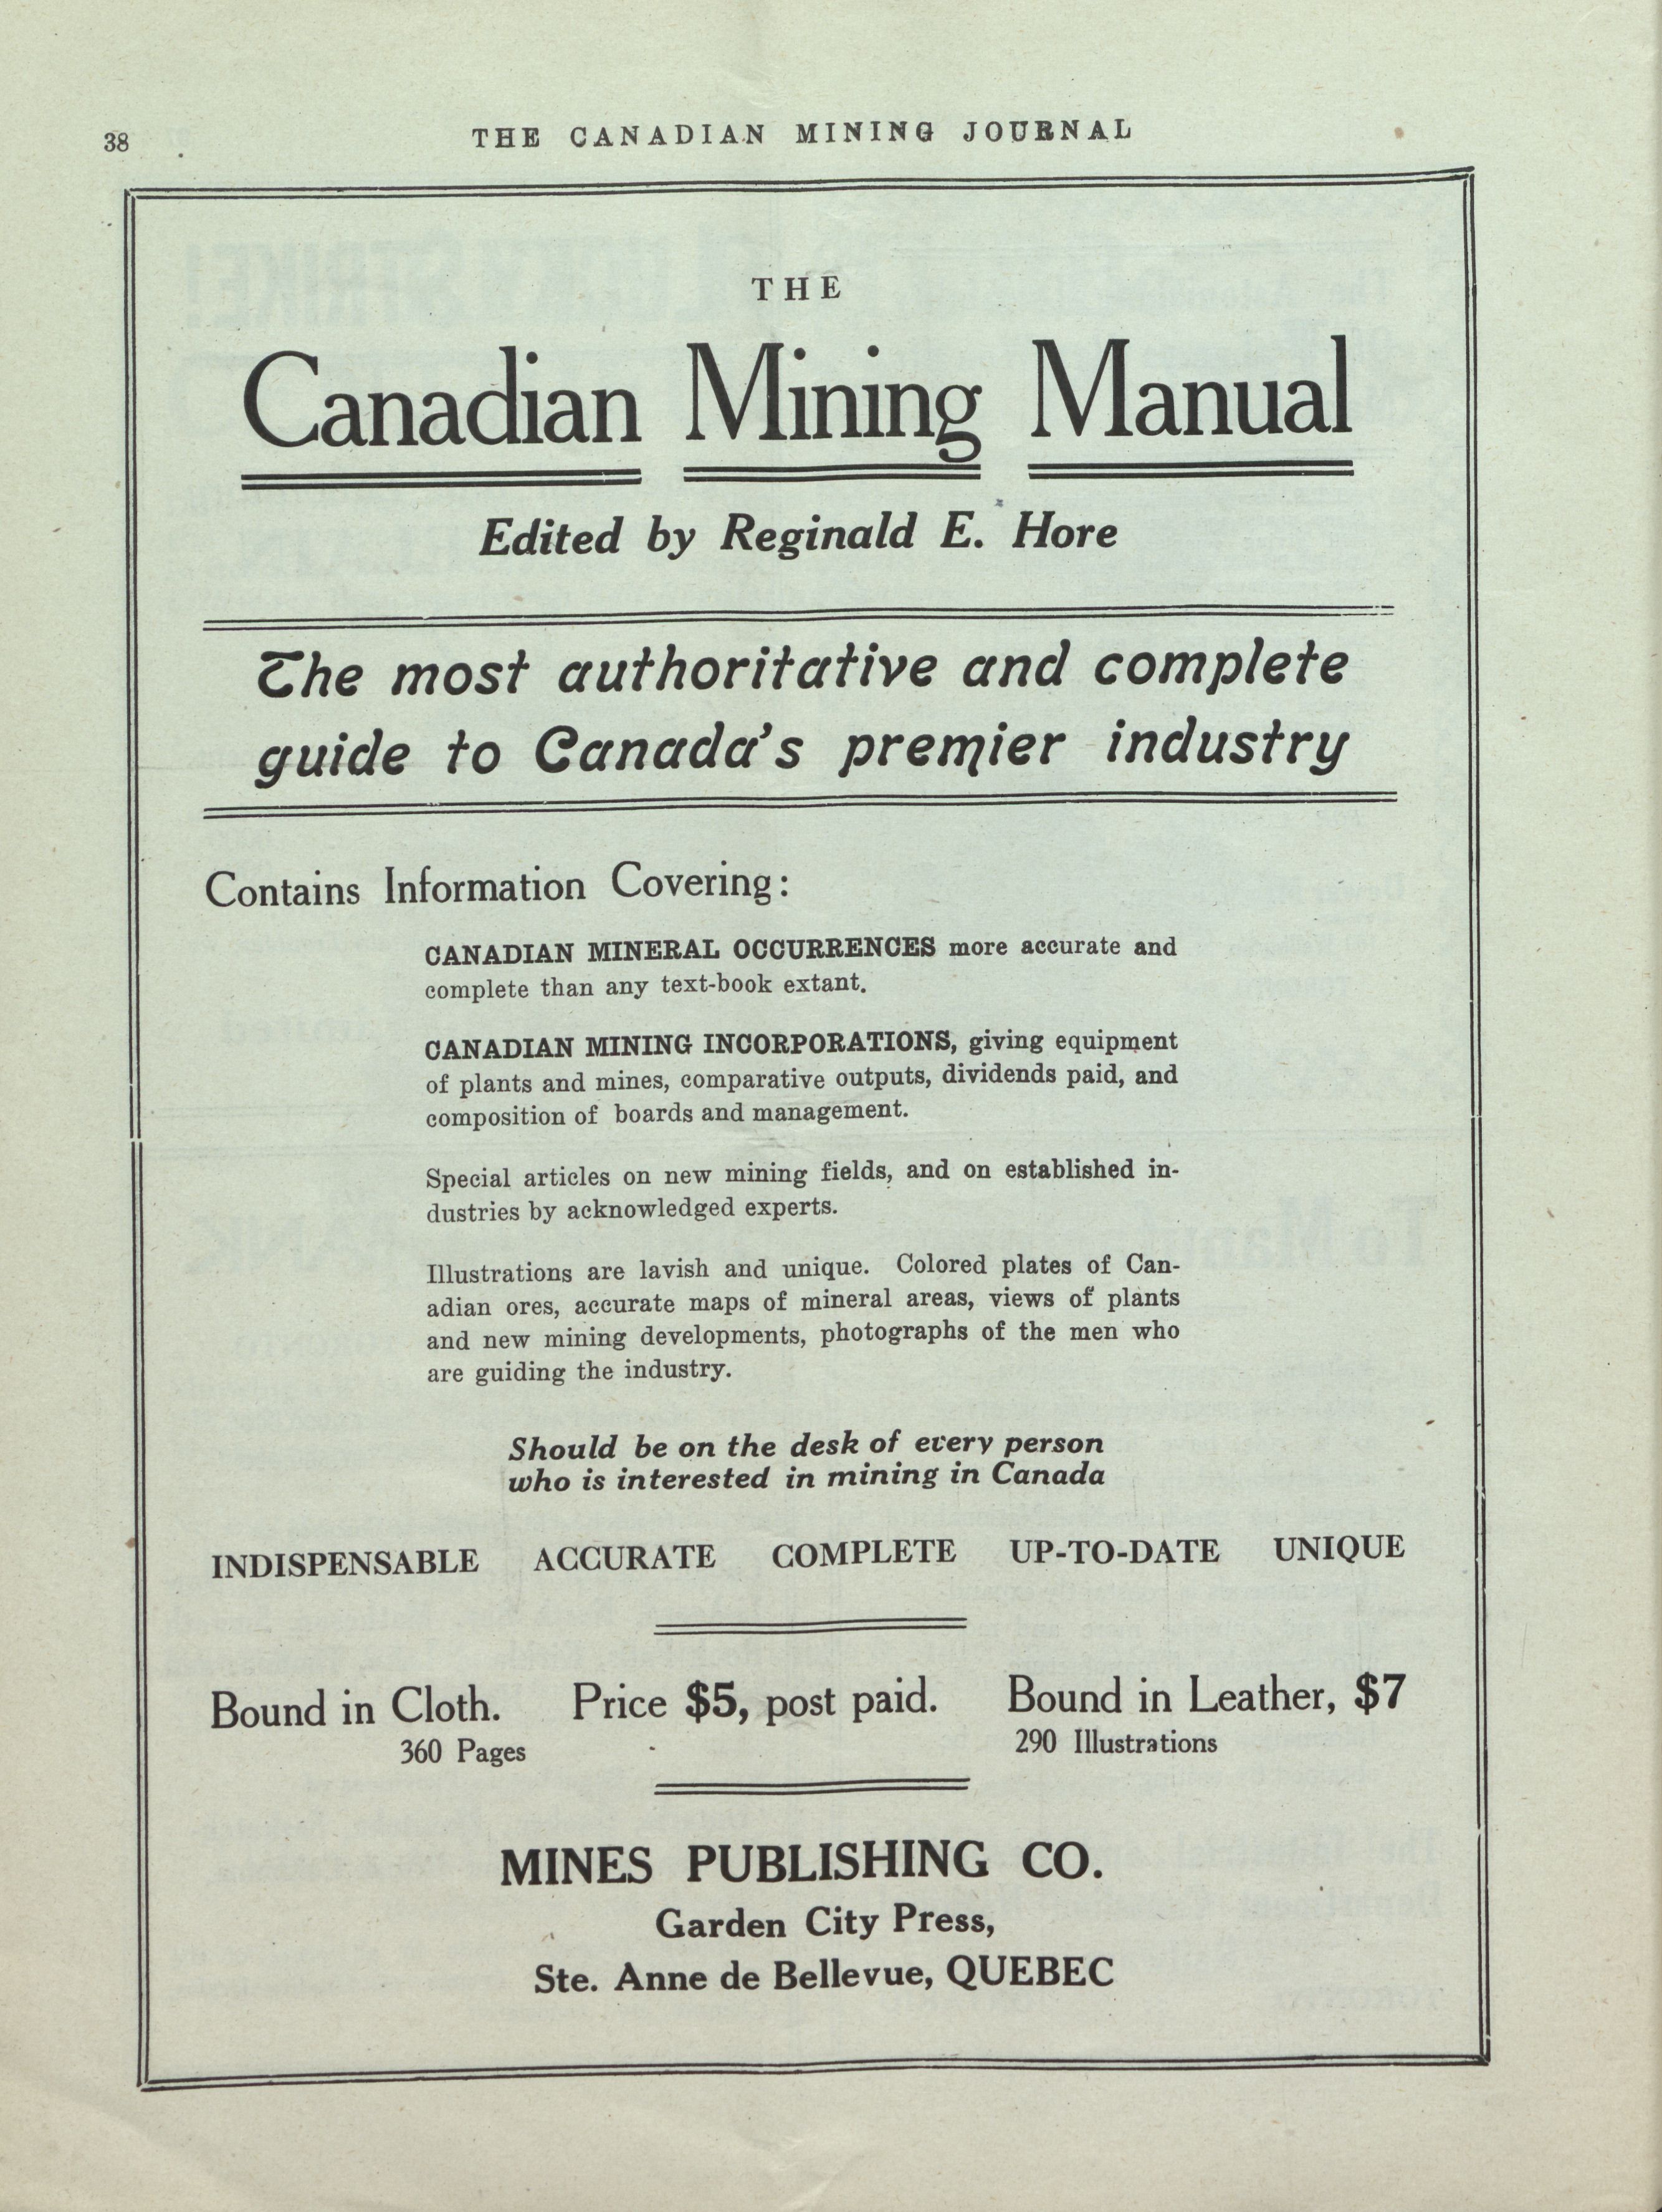 38
THE CANADIAN MINING JOURNAL
THE
Canadian Mining Manual
Edited by Reginald E. Hore
The most authoritative and complete
guide to Canada's premier industry
Contains Information Covering:
CANADIAN MINERAL OCCURRENCES more accurate and
complete than any text-book extant.
CANADIAN MINING INCORPORATIONS, giving equipment
of plants and mines, comparative outputs, dividends paid, and
composition of boards and management.
Special articles on new mining fields, and on established in-
dustries by acknowledged experts.
Illustrations are lavish and unique. Colored plates of Can-
adian ores, accurate maps of mineral areas, views of plants
and new mining developments, photographs of the men who
are guiding the industry.
Should be on the desk of every person
who is interested in mining in Canada
INDISPENSABLE ACCURATE COMPLETE UP-TO-DATE UNIQUE
Bound in Cloth. Price $5, post paid. Bound in Leather, $7
360 Pages 290 Illustrations
MINES PUBLISHING CO.
Garden City Press,
Ste. Anne de Bellevue, QUEBEC